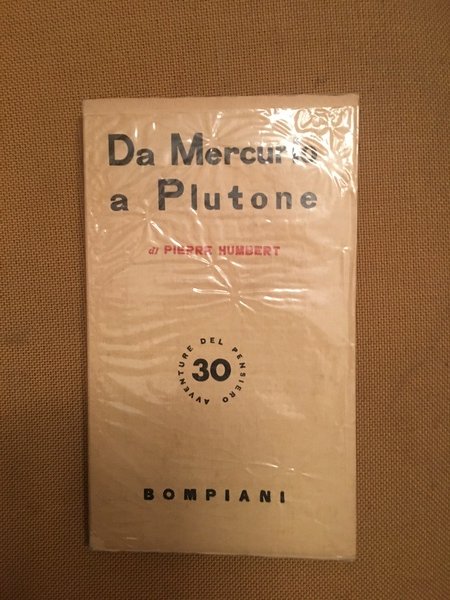 Da Mercurio
a Plutone
di PIERRE HUMBERT
AVVENTURE DEL PENSIERO
30
BOMPIANI